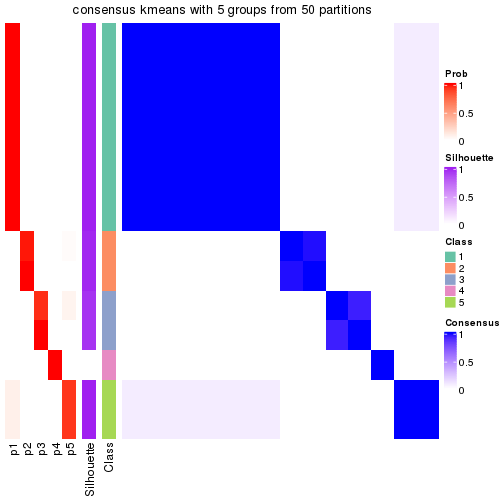 consensus kmeans with 5 groups from 50 partitions
Prob
1
0.5
0
Silhouette
1
0.5
0
Class
1
2
3
4
5
Consensus
1
0.5
0
p1
p2
p3
p4
p5
Silhouette
Class